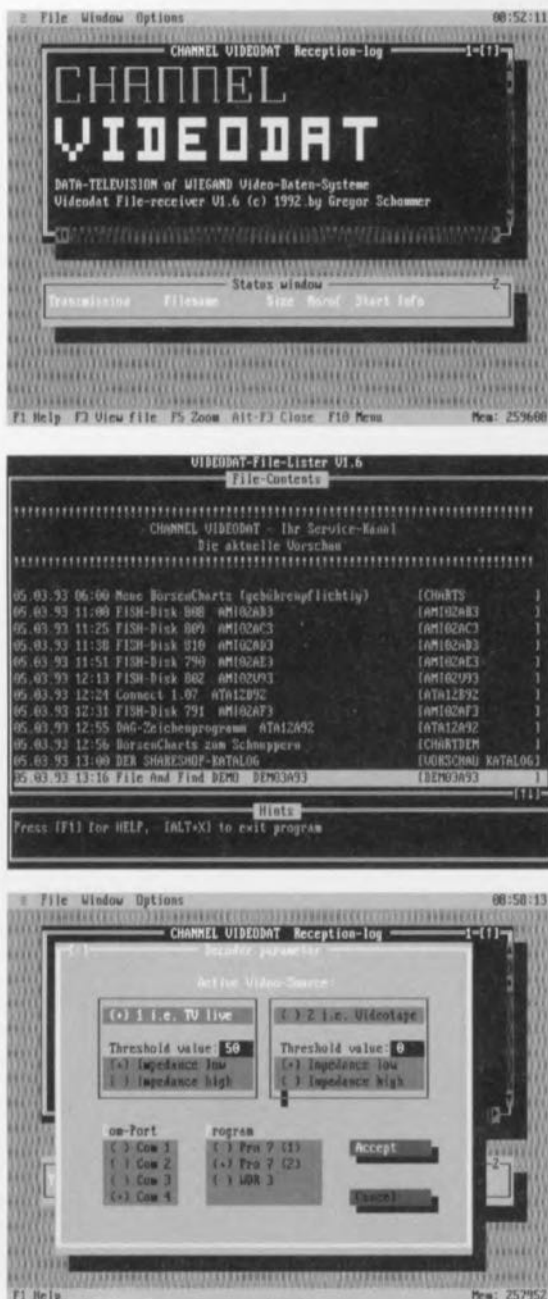 File Window Options 08:52:11
CHANNEL VIDEODAT Reception-log 1=[↑]
CHANNEL
VIDEODAT
DATA-TELEVISION of WIEGAND Video-Daten-Systeme
Videodat File-receiver V1.6 (c) 1992 by Gregor Schommer
Status window 2
Transmission Filename Size Start Info
F1 Help F3 View file F5 Zoom Alt-F3 Close F10 Menu Mem: 259600
VIDEODAT-File-Lister V1.6
File-Contents
CHANNEL VIDEODAT - Ihr Service-Kanal
Die aktuelle Vorschau
05.03.93 06:00 Neue BörsenCharts (gebührenpflichtig) [CHARTS ]
05.03.93 11:00 FISH-Disk 808 AMI02AB3 [AMI02AB3 ]
05.03.93 11:25 FISH-Disk 809 AMI02AC3 [AMI02AC3 ]
05.03.93 11:38 FISH-Disk 810 AMI02AD3 [AMI02AD3 ]
05.03.93 11:51 FISH-Disk 790 AMI02AE3 [AMI02AE3 ]
05.03.93 12:13 FISH-Disk 802 AMI02V93 [AMI02V93 ]
05.03.93 12:24 Connect 1.07 ATA12B92 [ATA12B92 ]
05.03.93 12:31 FISH-Disk 791 AMI02AF3 [AMI02AF3 ]
05.03.93 12:55 DAG-Zeichenprogramm ATA12A92 [ATA12A92 ]
05.03.93 12:56 BörsenCharts zum Schnuppern [CHARTDEM ]
05.03.93 13:00 DER SHARESHOP-KATALOG [VORSCHAU KATALOG]
05.03.93 13:16 File And Find DEMO DEM03A93 [DEM03A93 ]
Hints
Press [F1] for HELP, [ALT+X] to exit program
File Window Options 08:50:13
CHANNEL VIDEODAT Reception-log 1=[↑]
Decoder parameter
Active Video-Source:
(•) 1 i.e. TV live ( ) 2 i.e. Videotape
Threshold value: 50 Threshold value: 0
(•) Impedance low (•) Impedance low
( ) Impedance high ( ) Impedance high
om-Port rogram
( ) Com 1 ( ) Pro 7 (1) Accept
( ) Com 2 (•) Pro 7 (2)
( ) Com 3 ( ) WDR 3
(•) Com 4 Cancel
F1 Help Mem: 257952